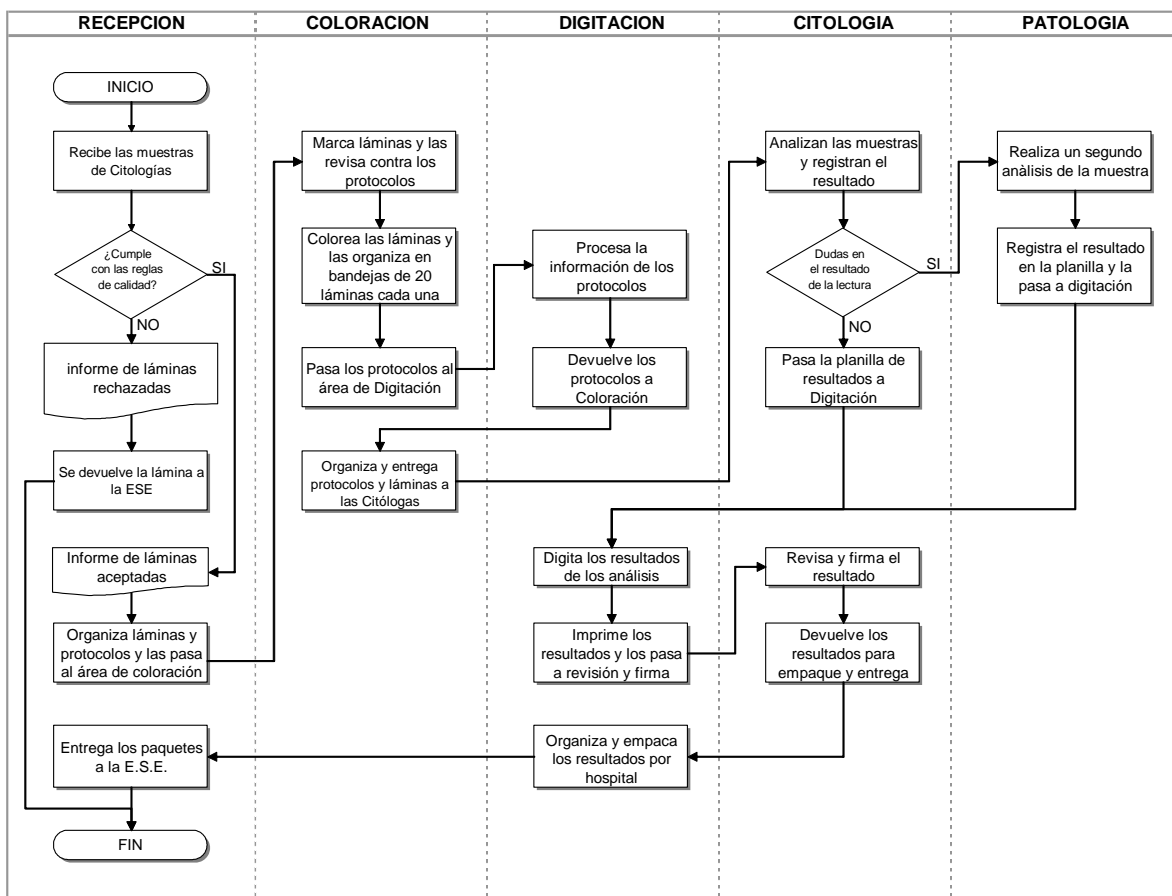 RECEPCION
COLORACION
DIGITACION
CITOLOGIA
PATOLOGIA
INICIO
Recibe las muestras
de Citologías
¿Cumple
con las reglas
de calidad?
SI
NO
informe de láminas
rechazadas
Se devuelve la lámina a
la ESE
Informe de láminas
aceptadas
Organiza láminas y
protocolos y las pasa
al área de coloración
Entrega los paquetes
a la E.S.E.
FIN
Marca láminas y las
revisa contra los
protocolos
Colorea las láminas y
las organiza en
bandejas de 20
láminas cada una
Pasa los protocolos al
área de Digitación
Organiza y entrega
protocolos y láminas a
las Citólogas
Procesa la
información de los
protocolos
Devuelve los
protocolos a
Coloración
Digita los resultados
de los análisis
Imprime los
resultados y los pasa
a revisión y firma
Organiza y empaca
los resultados por
hospital
Analizan las muestras
y registran el
resultado
Dudas en
el resultado
de la lectura
SI
NO
Pasa la planilla de
resultados a
Digitación
Revisa y firma el
resultado
Devuelve los
resultados para
empaque y entrega
Realiza un segundo
anàlisis de la muestra
Registra el resultado
en la planilla y la
pasa a digitación